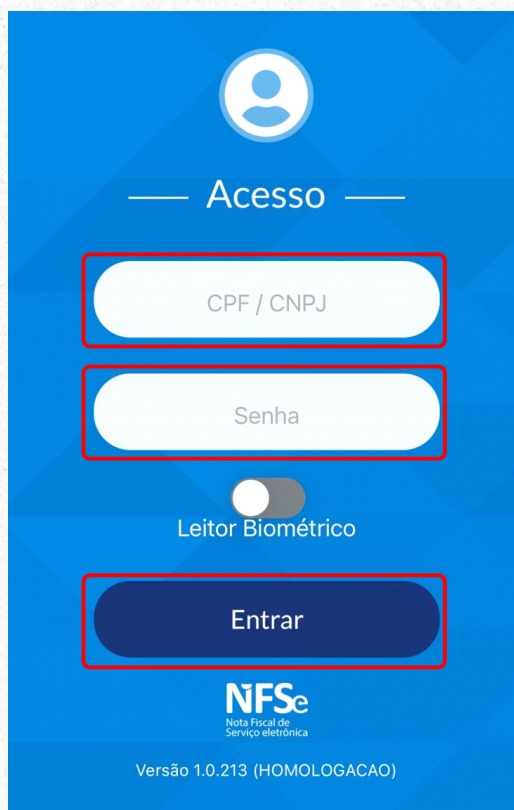 Acesso
CPF / CNPJ
Senha
Leitor Biométrico
Entrar
NFSe
Nota Fiscal de
Serviço eletrônica
Versão 1.0.213 (HOMOLOGACAO)